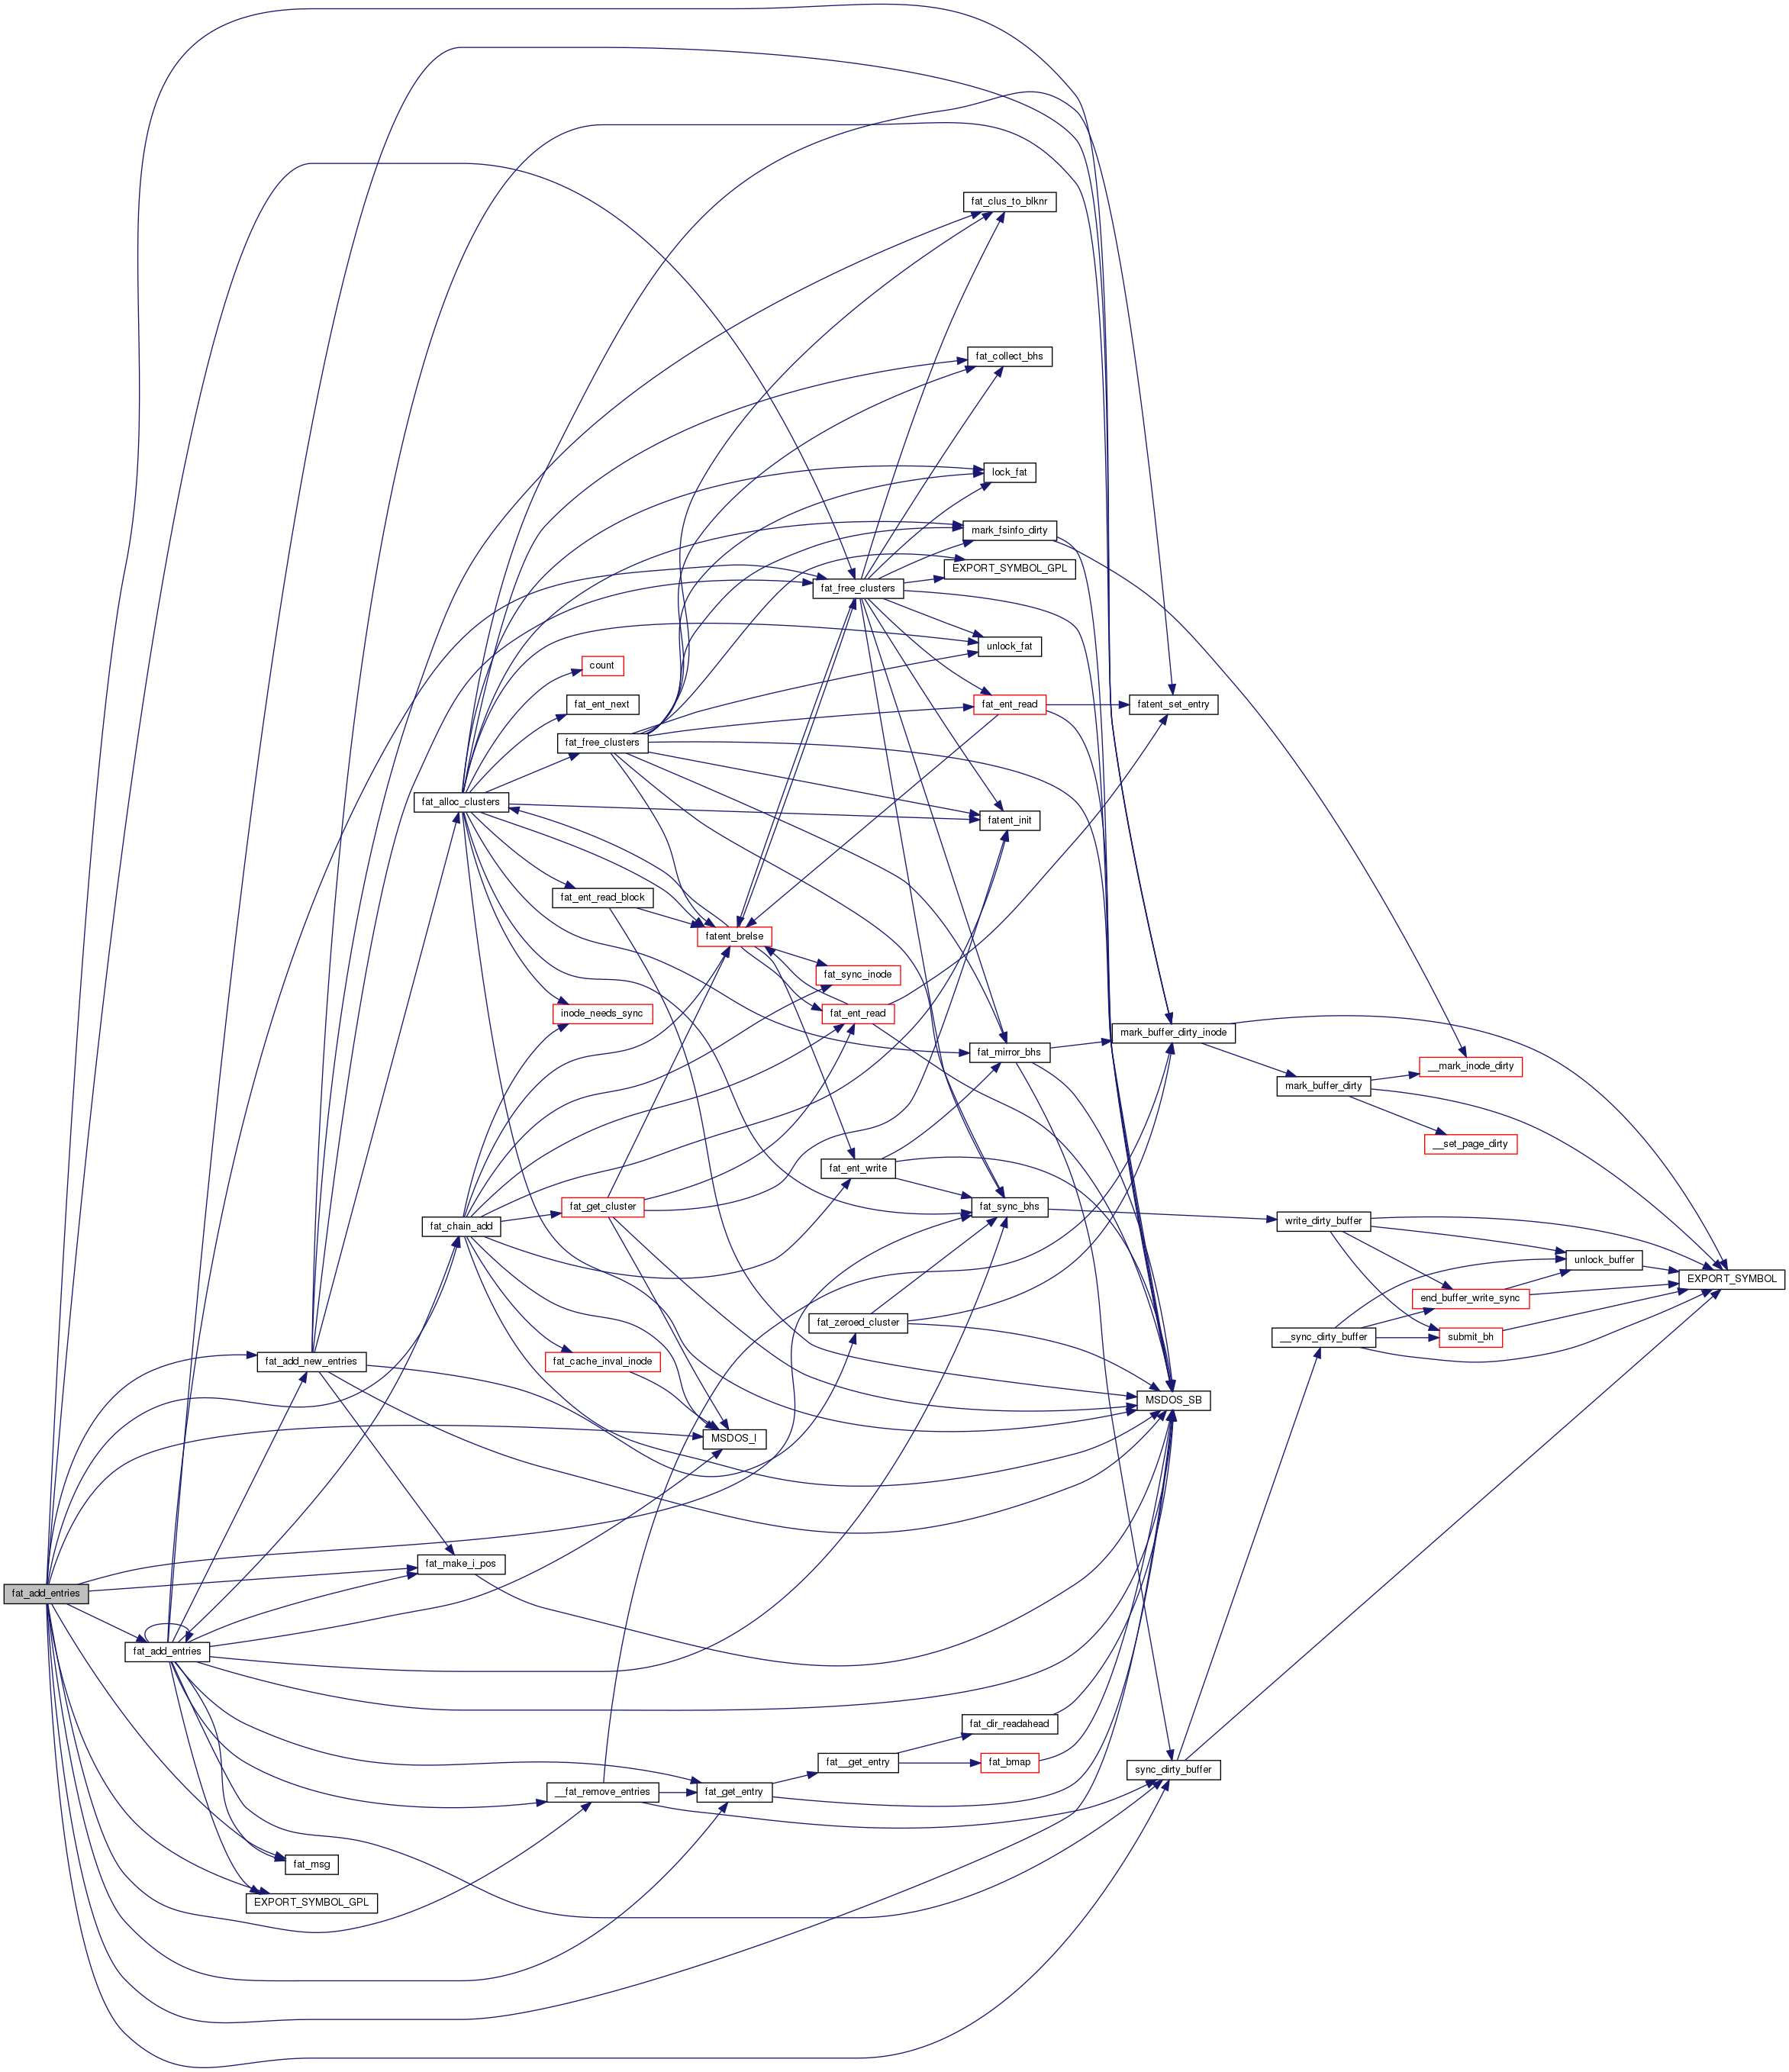 fat_clus_to_blknr
fat_collect_bhs
lock_fat
mark_fsinfo_dirty
EXPORT_SYMBOL_GPL
fat_free_clusters
unlock_fat
count
fat_ent_next
fat_ent_read
fatent_set_entry
fat_free_clusters
fat_alloc_clusters
fatent_init
fat_ent_read_block
fatent_brelse
fat_sync_inode
inode_needs_sync
fat_ent_read
mark_buffer_dirty_inode
fat_mirror_bhs
__mark_inode_dirty
mark_buffer_dirty
__set_page_dirty
fat_ent_write
fat_get_cluster
fat_sync_bhs
write_dirty_buffer
fat_chain_add
unlock_buffer
EXPORT_SYMBOL
end_buffer_write_sync
fat_zeroed_cluster
__sync_dirty_buffer
submit_bh
fat_add_new_entries
fat_cache_inval_inode
MSDOS_SB
MSDOS_I
fat_make_i_pos
fat_add_entries
fat_add_entries
fat_dir_readahead
fat__get_entry
fat_bmap
sync_dirty_buffer
__fat_remove_entries
fat_get_entry
fat_msg
EXPORT_SYMBOL_GPL